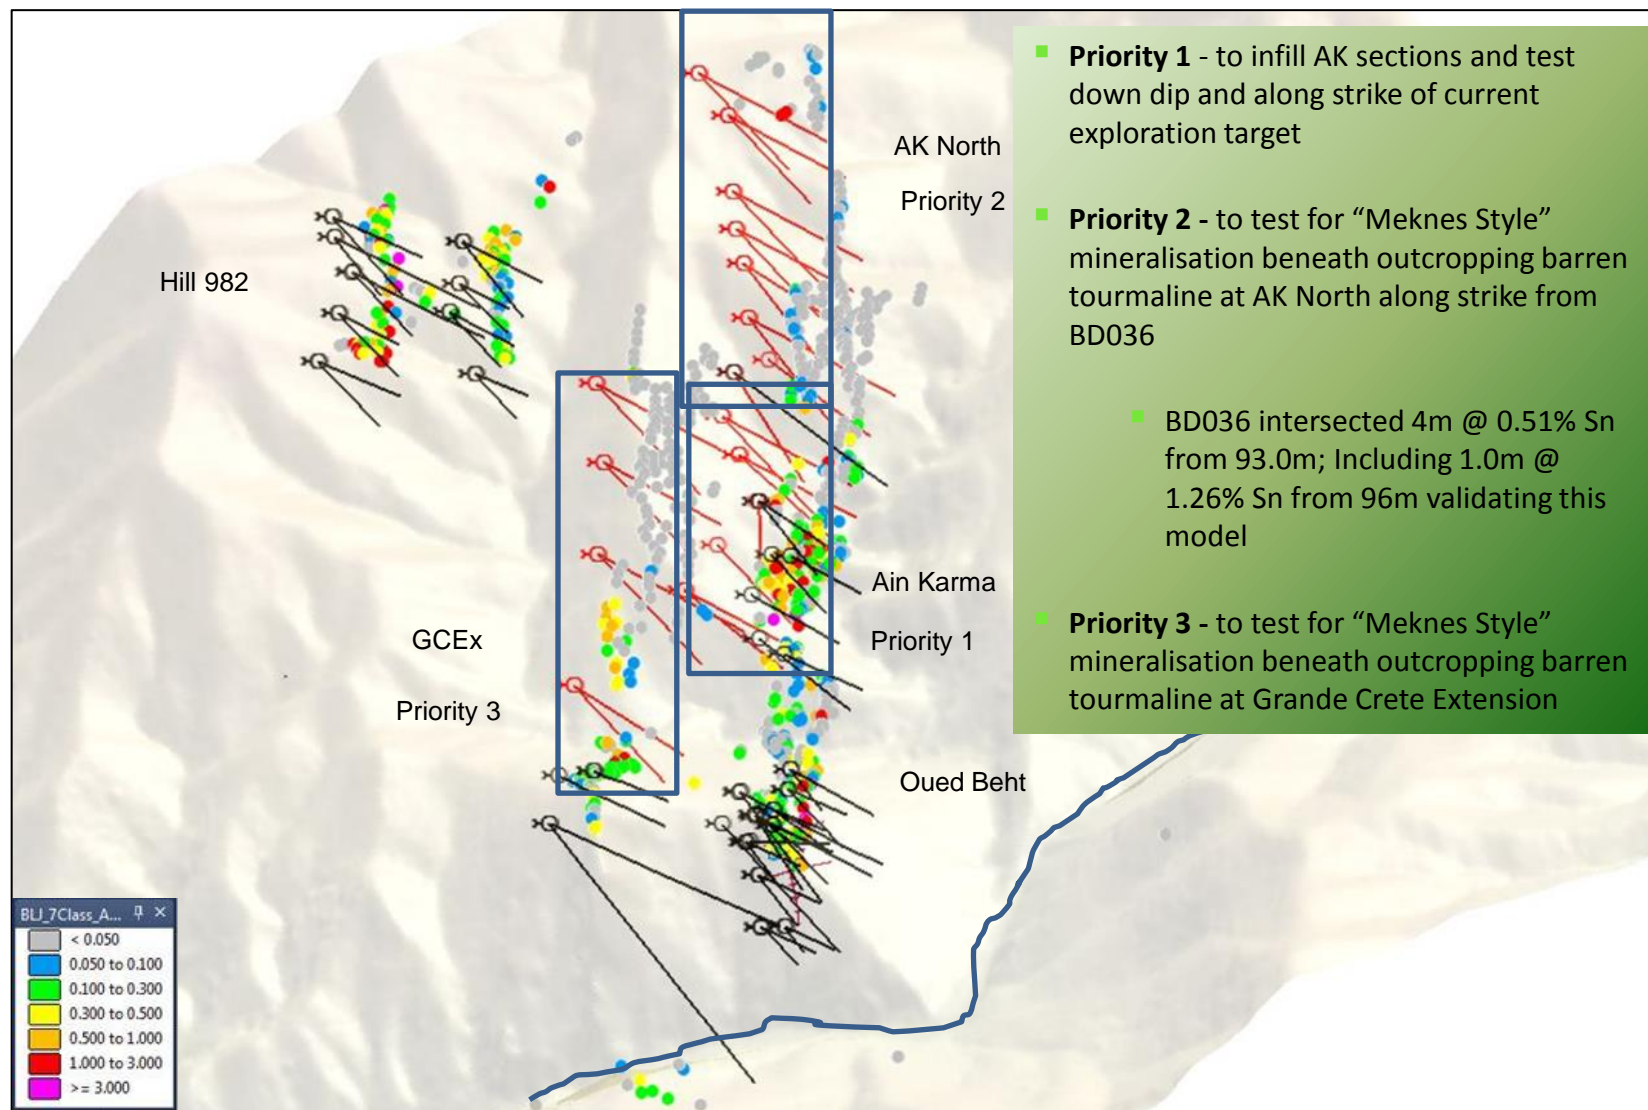 Priority 1 - to infill AK sections and test
down dip and along strike of current
exploration target
Priority 2 - to test for “Meknes Style”
mineralisation beneath outcropping barren
tourmaline at AK North along strike from
BD036
BD036 intersected 4m @ 0.51% Sn
from 93.0m; Including 1.0m @
1.26% Sn from 96m validating this
model
Priority 3 - to test for “Meknes Style”
mineralisation beneath outcropping barren
tourmaline at Grande Crete Extension
AK North
Priority 2
Hill 982
Ain Karma
Priority 1
GCEx
Priority 3
Oued Beht
BLJ_7Class_A...
< 0.050
0.050 to 0.100
0.100 to 0.300
0.300 to 0.500
0.500 to 1.000
1.000 to 3.000
>= 3.000